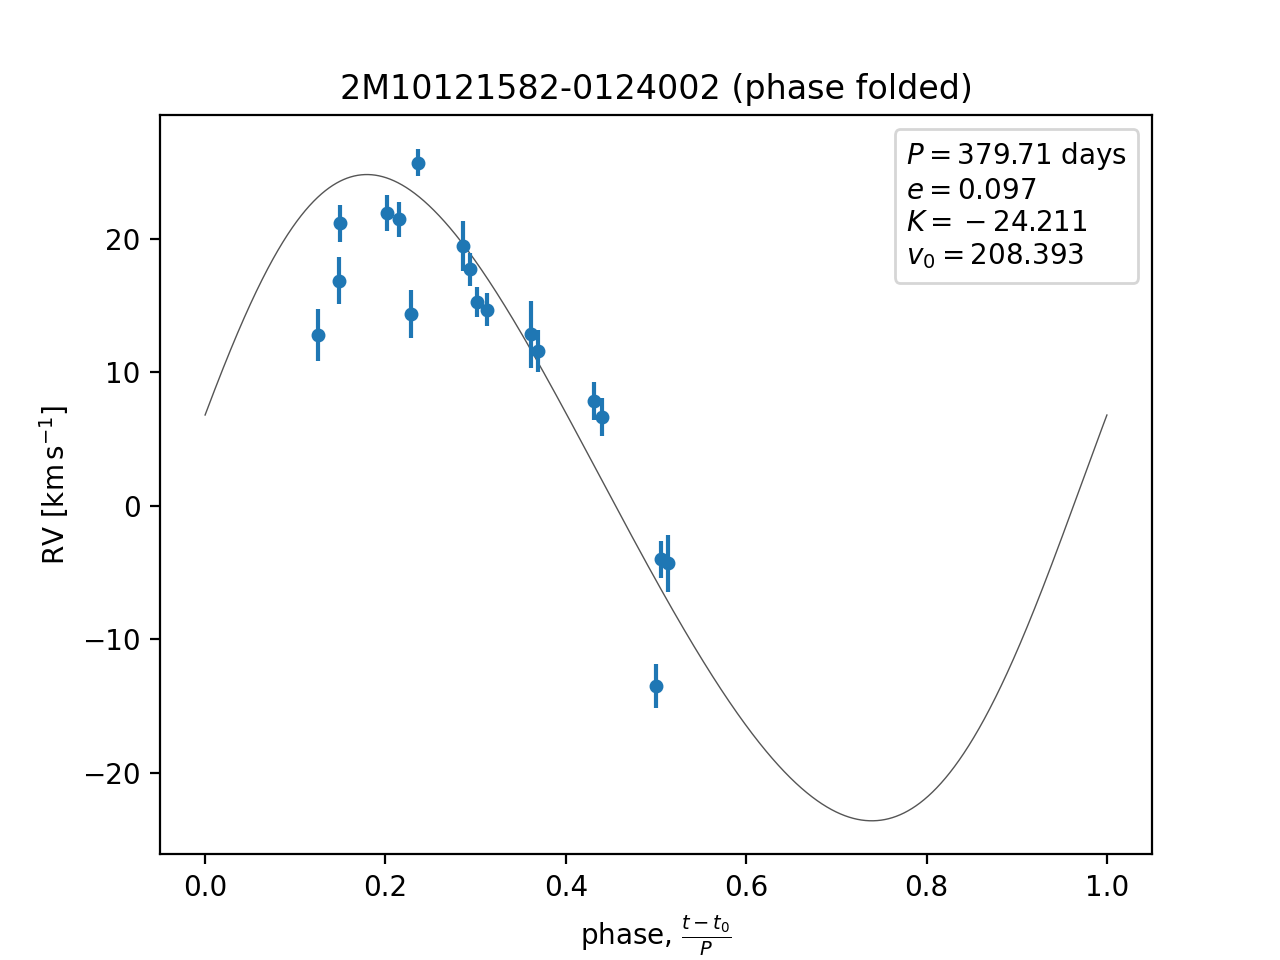 2M10121582-0124002 (phase folded)
P = 379.71 days
e = 0.097
K = −24.211
v₀ = 208.393
RV [km s⁻¹]
20
10
0
−10
−20
0.0 0.2 0.4 0.6 0.8 1.0
phase, (t − t₀)/P